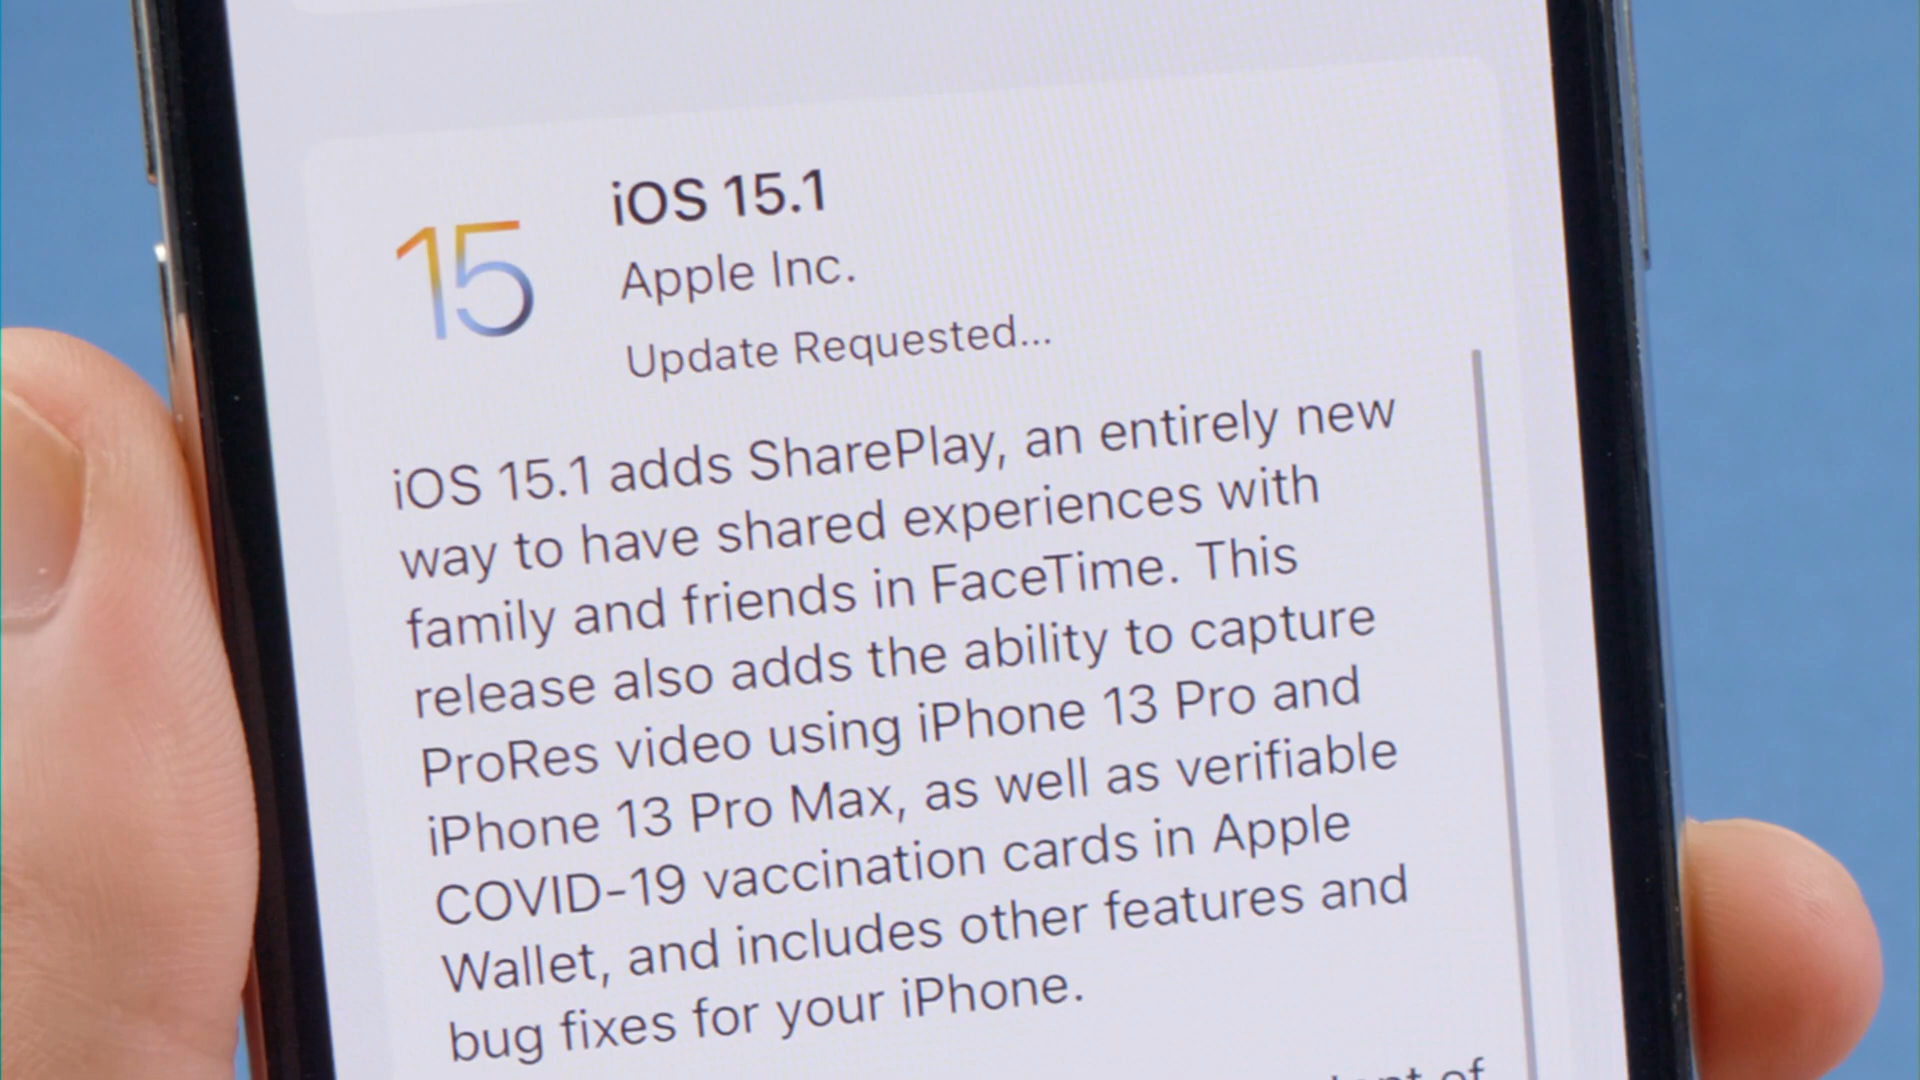 15
iOS 15.1
Apple Inc.
Update Requested...
iOS 15.1 adds SharePlay, an entirely new
way to have shared experiences with
family and friends in FaceTime. This
release also adds the ability to capture
ProRes video using iPhone 13 Pro and
iPhone 13 Pro Max, as well as verifiable
COVID-19 vaccination cards in Apple
Wallet, and includes other features and
bug fixes for your iPhone.
of